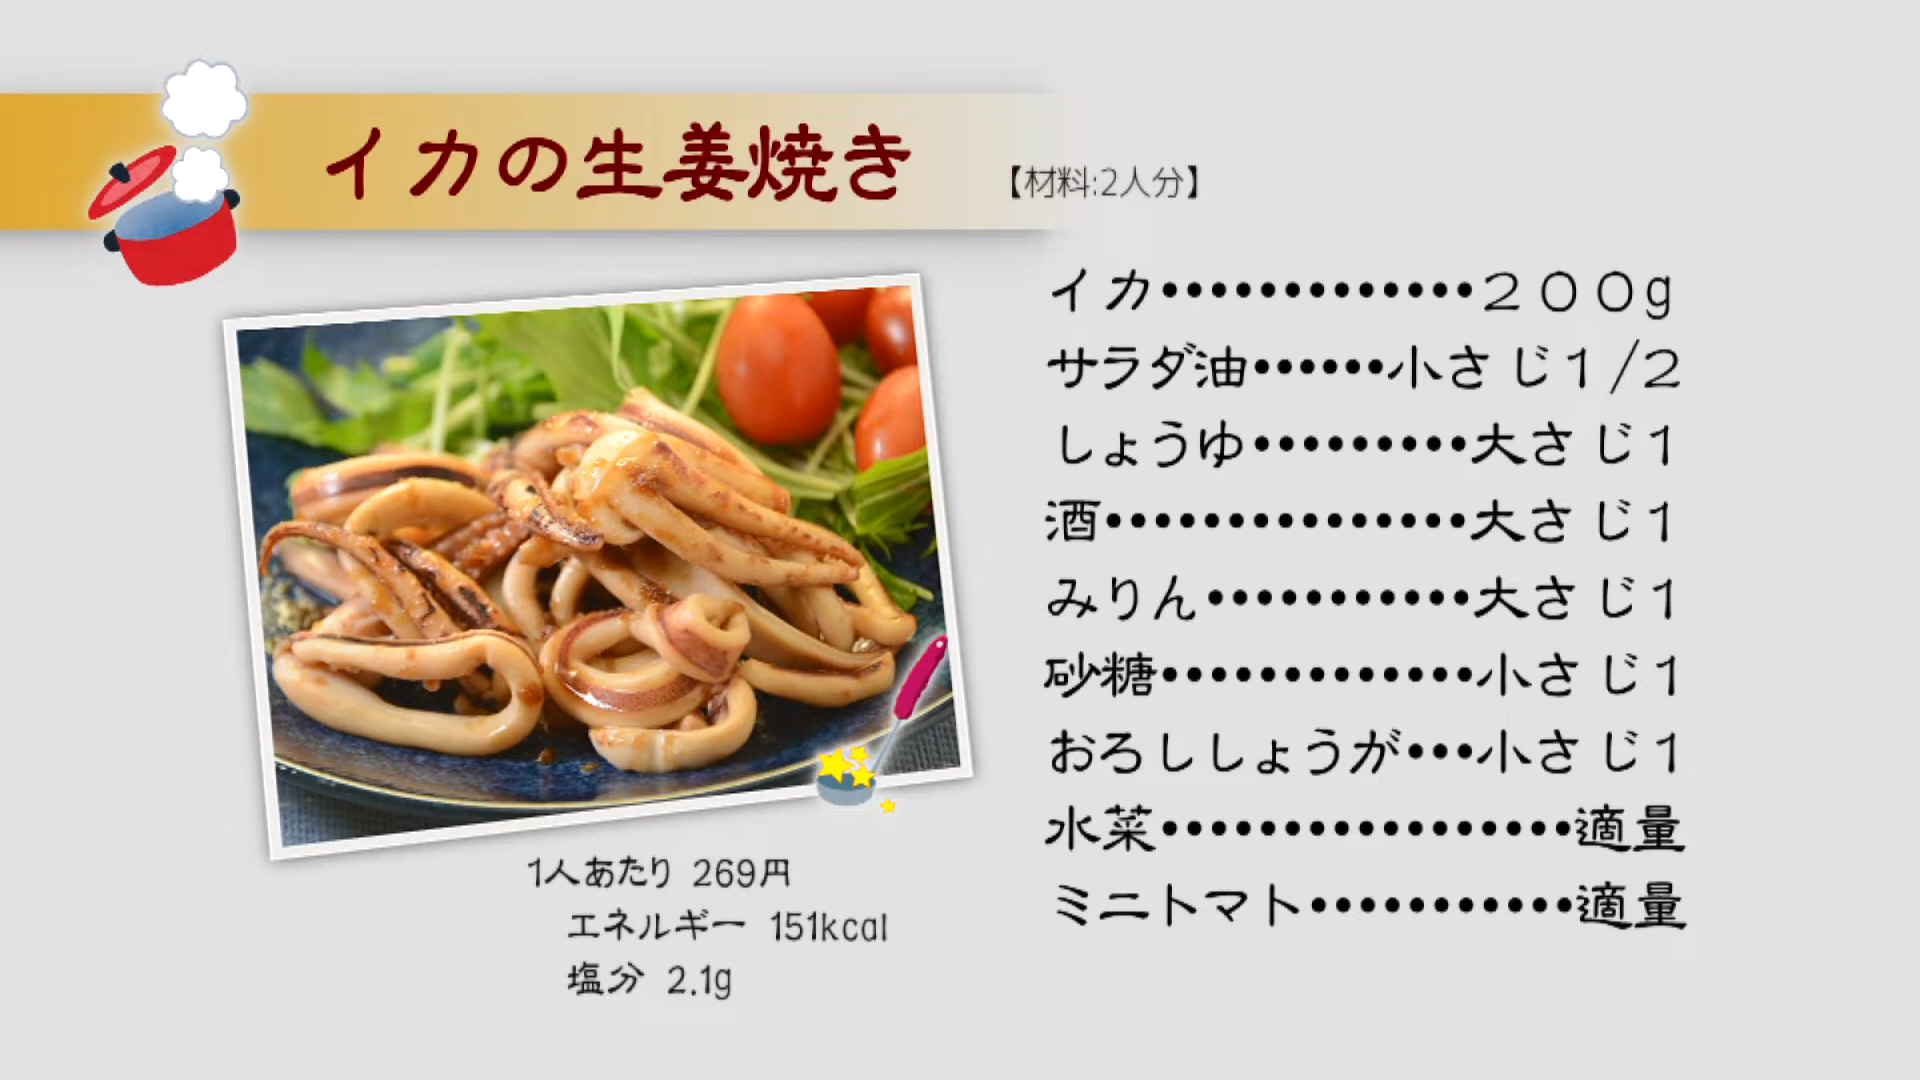 イカの生姜焼き
【材料:2人分】
イカ•••••••••••••２００g
サラダ油••••••小さじ１/２
しょうゆ•••••••••大さじ１
酒•••••••••••••••大さじ１
みりん•••••••••••大さじ１
砂糖•••••••••••••小さじ１
おろししょうが•••小さじ１
水菜•••••••••••••••••適量
ミニトマト•••••••••••適量
1人あたり 269円
エネルギー 151kcal
塩分 2.1g